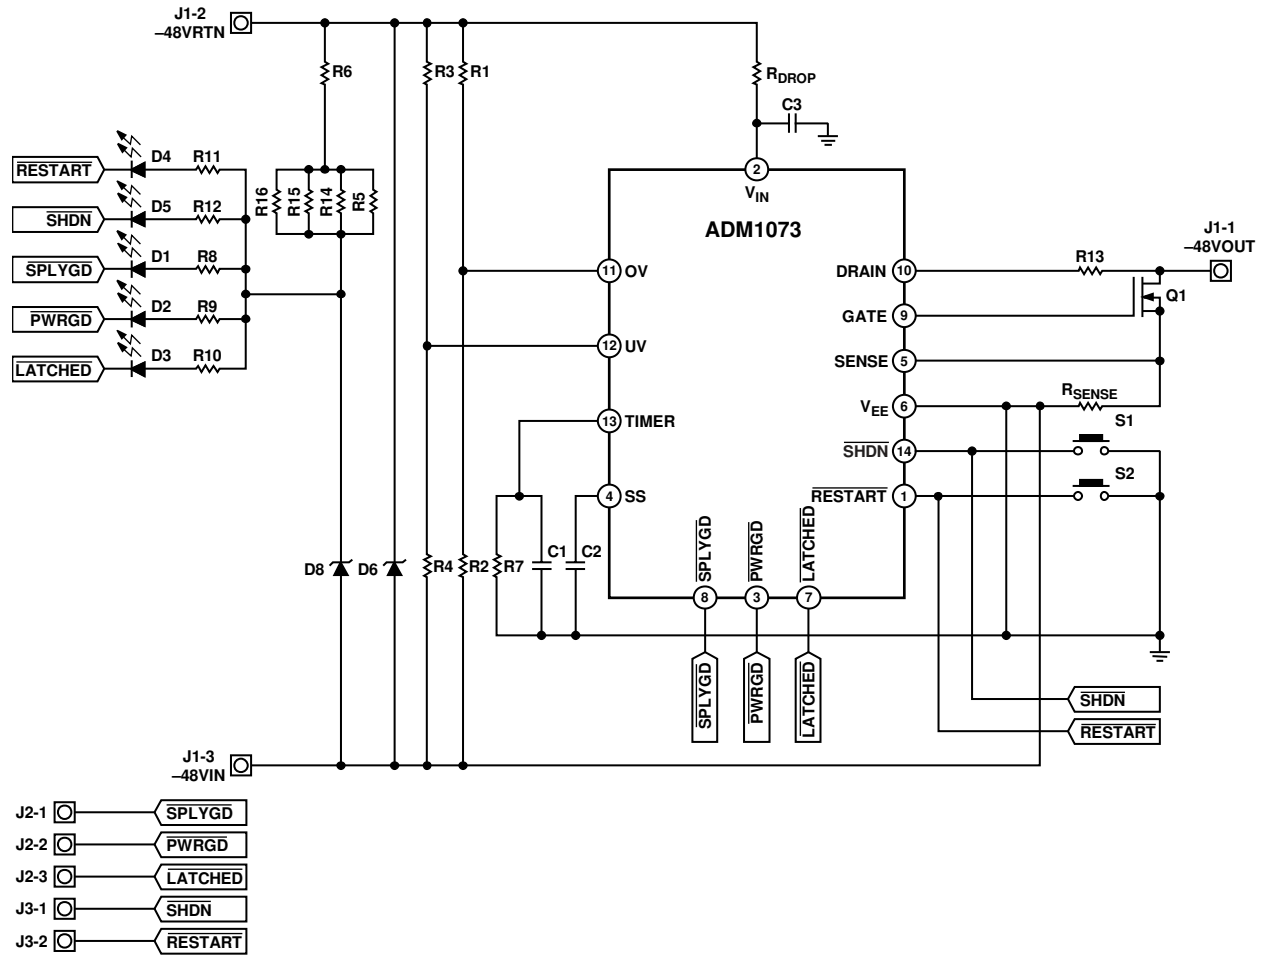 J1-2
–48VRTN
R6
R3
R1
RDROP
C3
RESTART
D4
R11
SHDN
D5
R12
SPLYGD
D1
R8
PWRGD
D2
R9
LATCHED
D3
R10
R16
R15
R14
R5
2
VIN
ADM1073
11
OV
12
UV
13
TIMER
4
SS
DRAIN
10
GATE
9
SENSE
5
VEE
6
SHDN
14
RESTART
1
R13
J1-1
–48VOUT
Q1
RSENSE
S1
S2
D8
D6
R4
R2
R7
C1
C2
SPLYGD
PWRGD
LATCHED
8
3
7
SPLYGD
PWRGD
LATCHED
SHDN
RESTART
J1-3
–48VIN
J2-1
SPLYGD
J2-2
PWRGD
J2-3
LATCHED
J3-1
SHDN
J3-2
RESTART